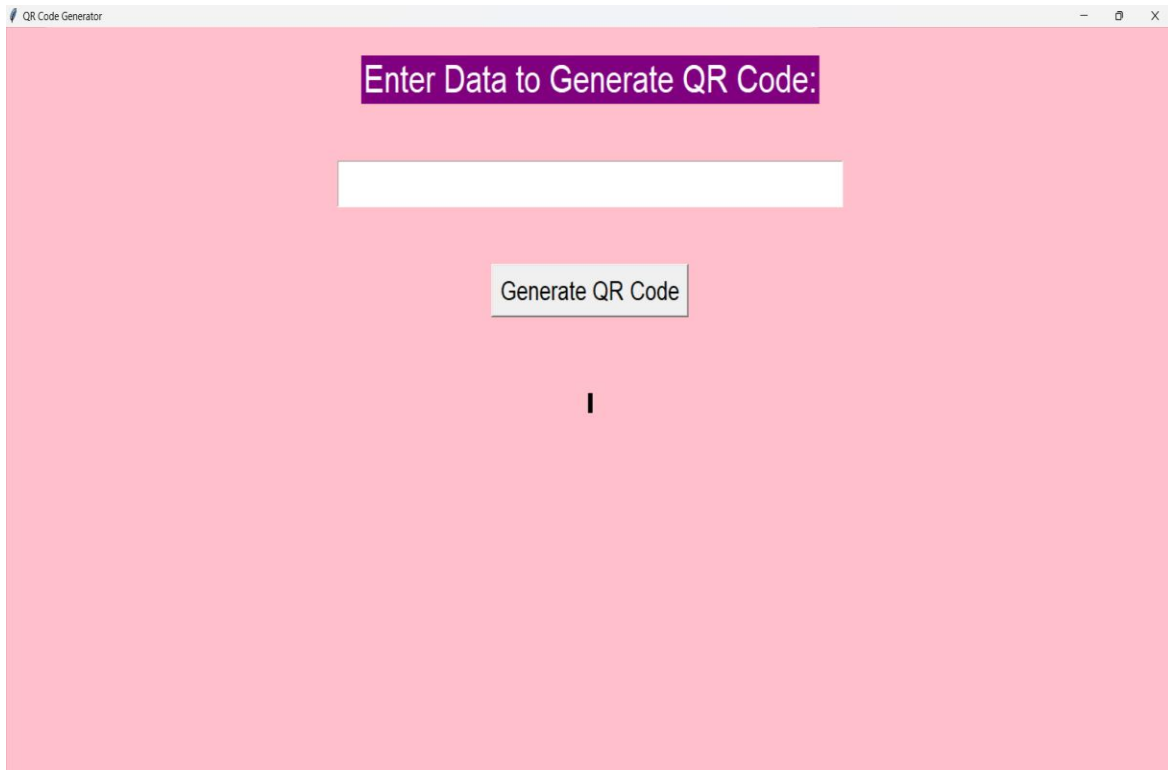 QR Code Generator
Enter Data to Generate QR Code:
Generate QR Code